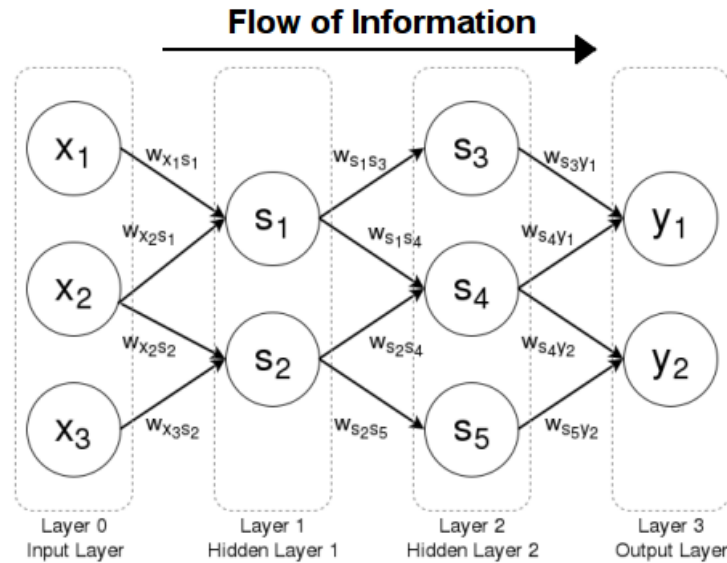 Flow of Information
x1
x2
x3
wx1s1
wx2s1
wx2s2
wx3s2
s1
s2
ws1s3
ws1s4
ws2s4
ws2s5
s3
s4
s5
ws3y1
ws4y1
ws4y2
ws5y2
y1
y2
Layer 0
Input Layer
Layer 1
Hidden Layer 1
Layer 2
Hidden Layer 2
Layer 3
Output Layer